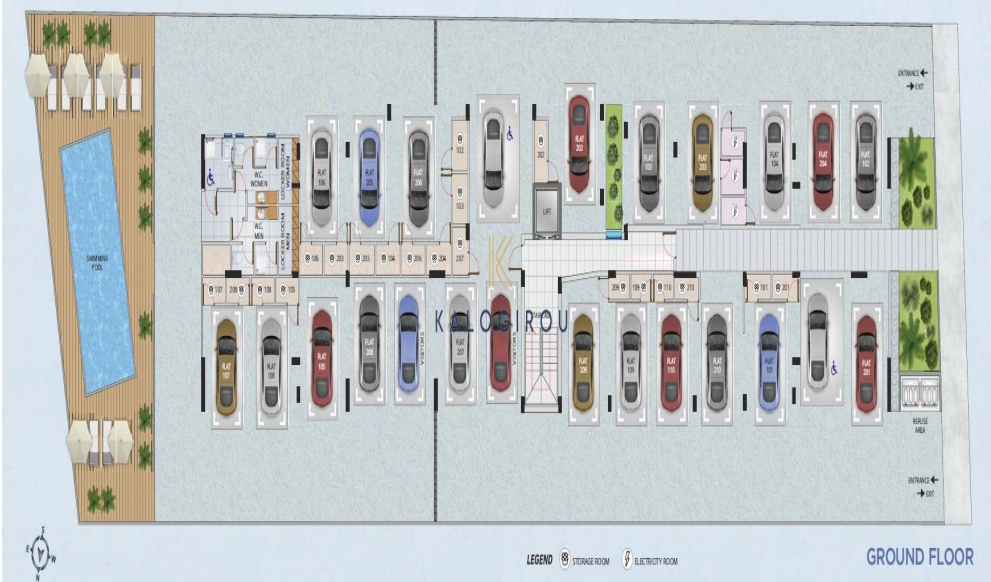 ENTRANCE
EXIT
FLAT 106
FLAT 205
FLAT 206
102
202
FLAT 202
FLAT 103
FLAT 203
FLAT 104
FLAT 204
FLAT 102
W.C. WOMEN
LOCKER ROOM WOMEN
103
LIFT
W.C. MEN
LOCKER ROOM MEN
207
SWIMMING POOL
106
203
205
104
206
204
107
208
108
105
209
109
110
210
101
201
KALOGIROU
FLAT 107
FLAT 108
FLAT 105
FLAT 208
VISITORS
FLAT 207
VISITORS
FLAT 209
FLAT 109
FLAT 110
FLAT 210
FLAT 201
REFUSE AREA
ENTRANCE
EXIT
S
E
W
N
LEGEND
STORAGE ROOM
ELECTRICITY ROOM
GROUND FLOOR